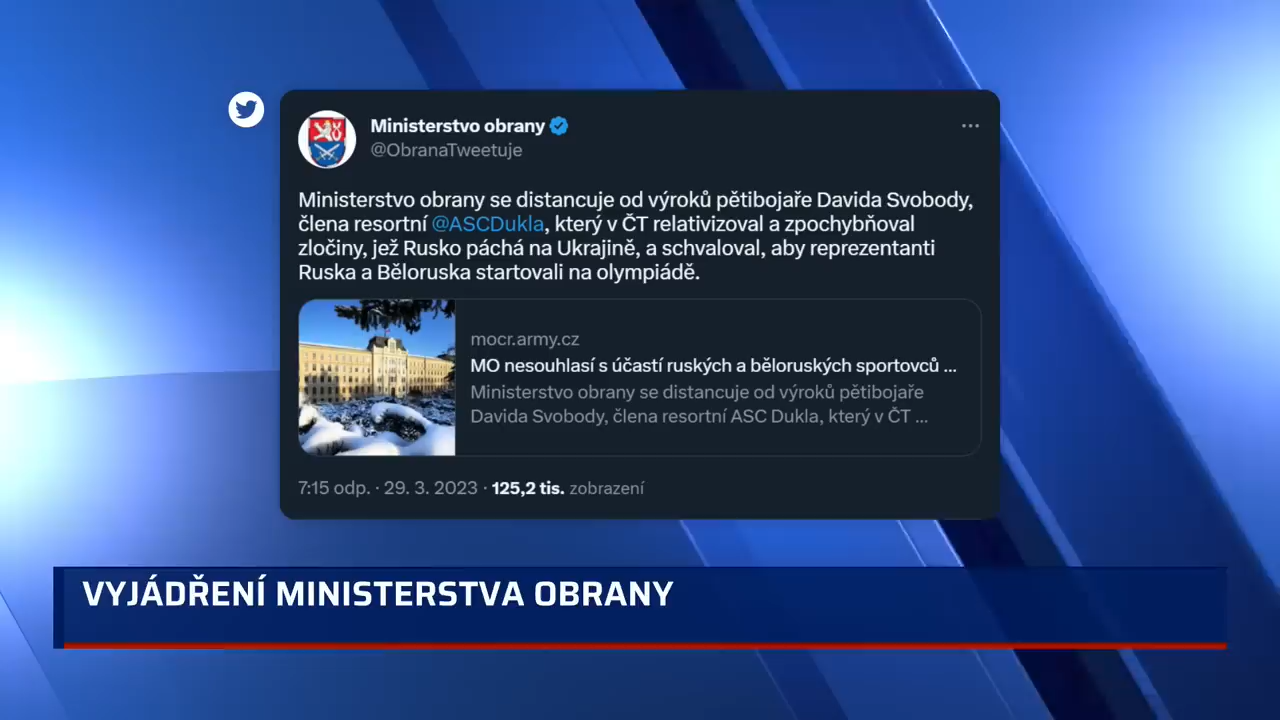 Ministerstvo obrany
@ObranaTweetuje
Ministerstvo obrany se distancuje od výroků pětibojaře Davida Svobody,
člena resortní @ASCDukla, který v ČT relativizoval a zpochybňoval
zločiny, jež Rusko páchá na Ukrajině, a schvaloval, aby reprezentanti
Ruska a Běloruska startovali na olympiádě.
mocr.army.cz
MO nesouhlasí s účastí ruských a běloruských sportovců ...
Ministerstvo obrany se distancuje od výroků pětibojaře
Davida Svobody, člena resortní ASC Dukla, který v ČT ...
7:15 odp. · 29. 3. 2023 · 125,2 tis. zobrazení
VYJÁDŘENÍ MINISTERSTVA OBRANY